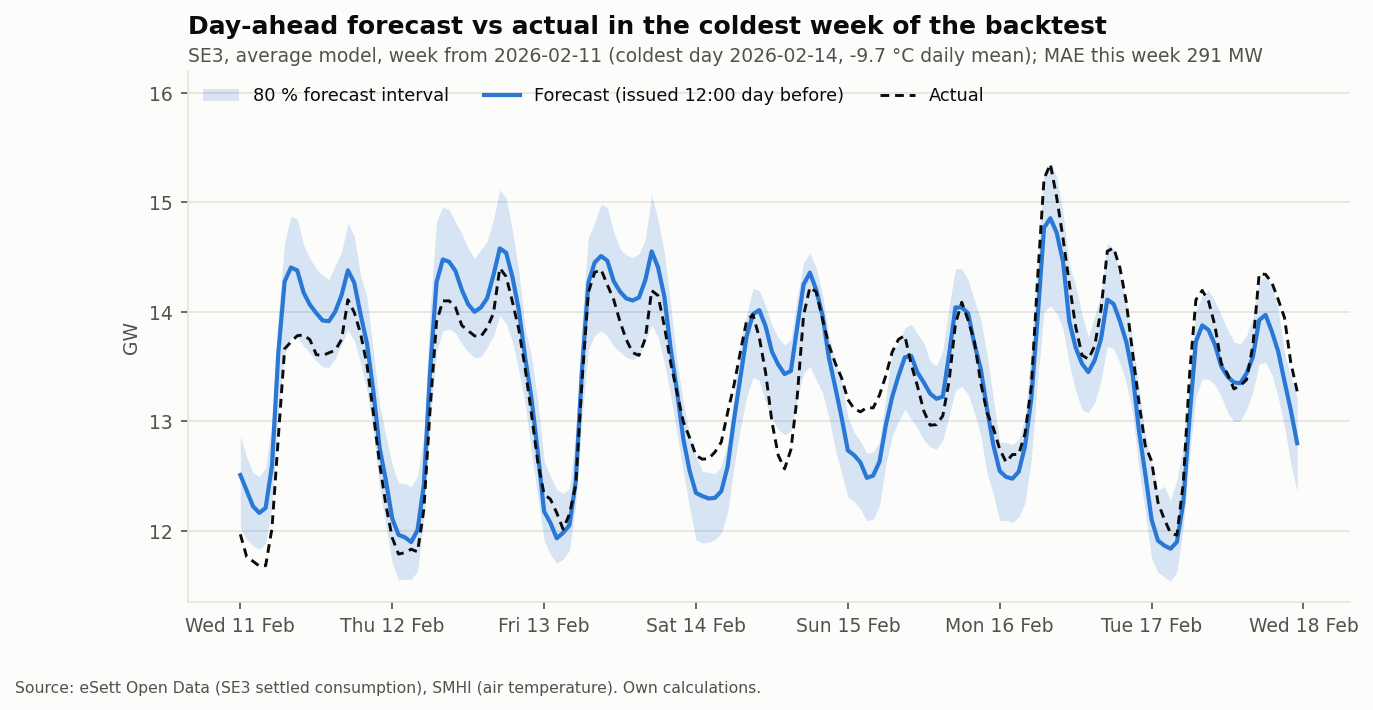 Day-ahead forecast vs actual in the coldest week of the backtest
SE3, average model, week from 2026-02-11 (coldest day 2026-02-14, -9.7 °C daily mean); MAE this week 291 MW
80 % forecast interval
Forecast (issued 12:00 day before)
Actual
GW
16
15
14
13
12
Wed 11 Feb
Thu 12 Feb
Fri 13 Feb
Sat 14 Feb
Sun 15 Feb
Mon 16 Feb
Tue 17 Feb
Wed 18 Feb
Source: eSett Open Data (SE3 settled consumption), SMHI (air temperature). Own calculations.